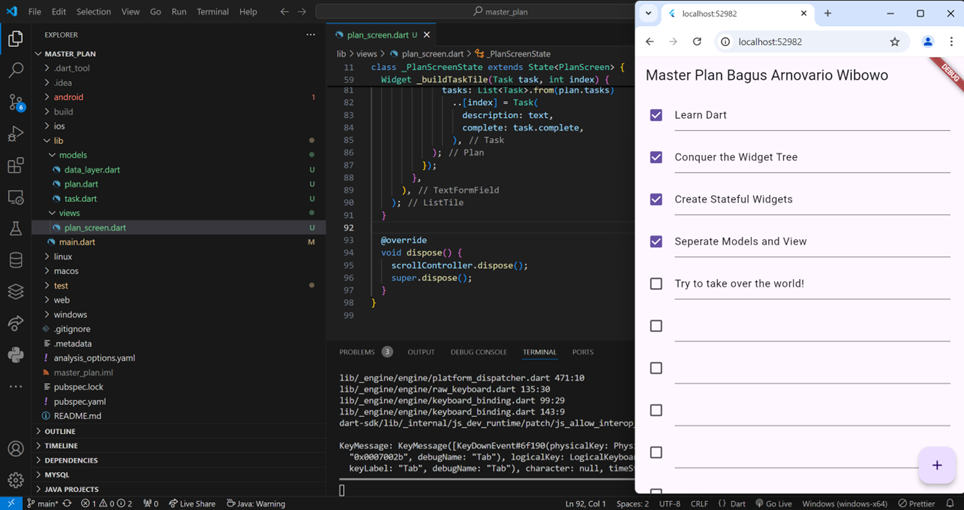 File Edit Selection View Go Run Terminal Help
master_plan
EXPLORER
MASTER_PLAN
.dart_tool
.idea
android 1
build
ios
lib
models
data_layer.dart U
plan.dart U
task.dart U
views
plan_screen.dart U
main.dart M
linux
macos
test
web
windows
.gitignore
.metadata
analysis_options.yaml
master_plan.iml
pubspec.lock
pubspec.yaml
README.md
OUTLINE
TIMELINE
DEPENDENCIES
MYSQL
JAVA PROJECTS
6
plan_screen.dart U
lib > views > plan_screen.dart > _PlanScreenState
11 class _PlanScreenState extends State<PlanScreen> {
59 Widget _buildTaskTile(Task task, int index) {
81 tasks: List<Task>.from(plan.tasks)
82 ..[index] = Task(
83 description: text,
84 complete: task.complete,
85 ), // Task
86 ); // Plan
87 });
88 },
89 ), // TextFormField
90 ); // ListTile
91 }
92
93 @override
94 void dispose() {
95 scrollController.dispose();
96 super.dispose();
97 }
98 }
99
PROBLEMS 3 OUTPUT DEBUG CONSOLE TERMINAL PORTS
lib/_engine/engine/platform_dispatcher.dart 471:10
lib/_engine/engine/raw_keyboard.dart 135:30
lib/_engine/engine/keyboard_binding.dart 99:29
lib/_engine/engine/keyboard_binding.dart 143:9
dart-sdk/lib/_internal/js_dev_runtime/patch/js_allow_interop_
KeyMessage: KeyMessage([KeyDownEvent#6f190(physicalKey: Phys
"0x0007002b", debugName: "Tab"), logicalKey: LogicalKeyboar
keyLabel: "Tab", debugName: "Tab"), character: null, timeS
localhost:52982
localhost:52982
DEBUG
Master Plan Bagus Arnovario Wibowo
Learn Dart
Conquer the Widget Tree
Create Stateful Widgets
Seperate Models and View
Try to take over the world!
+
main* 1 0 2 0 Live Share Java: Warning Ln 92, Col 1 Spaces: 2 UTF-8 CRLF {} Dart Go Live Windows (windows-x64) Prettier